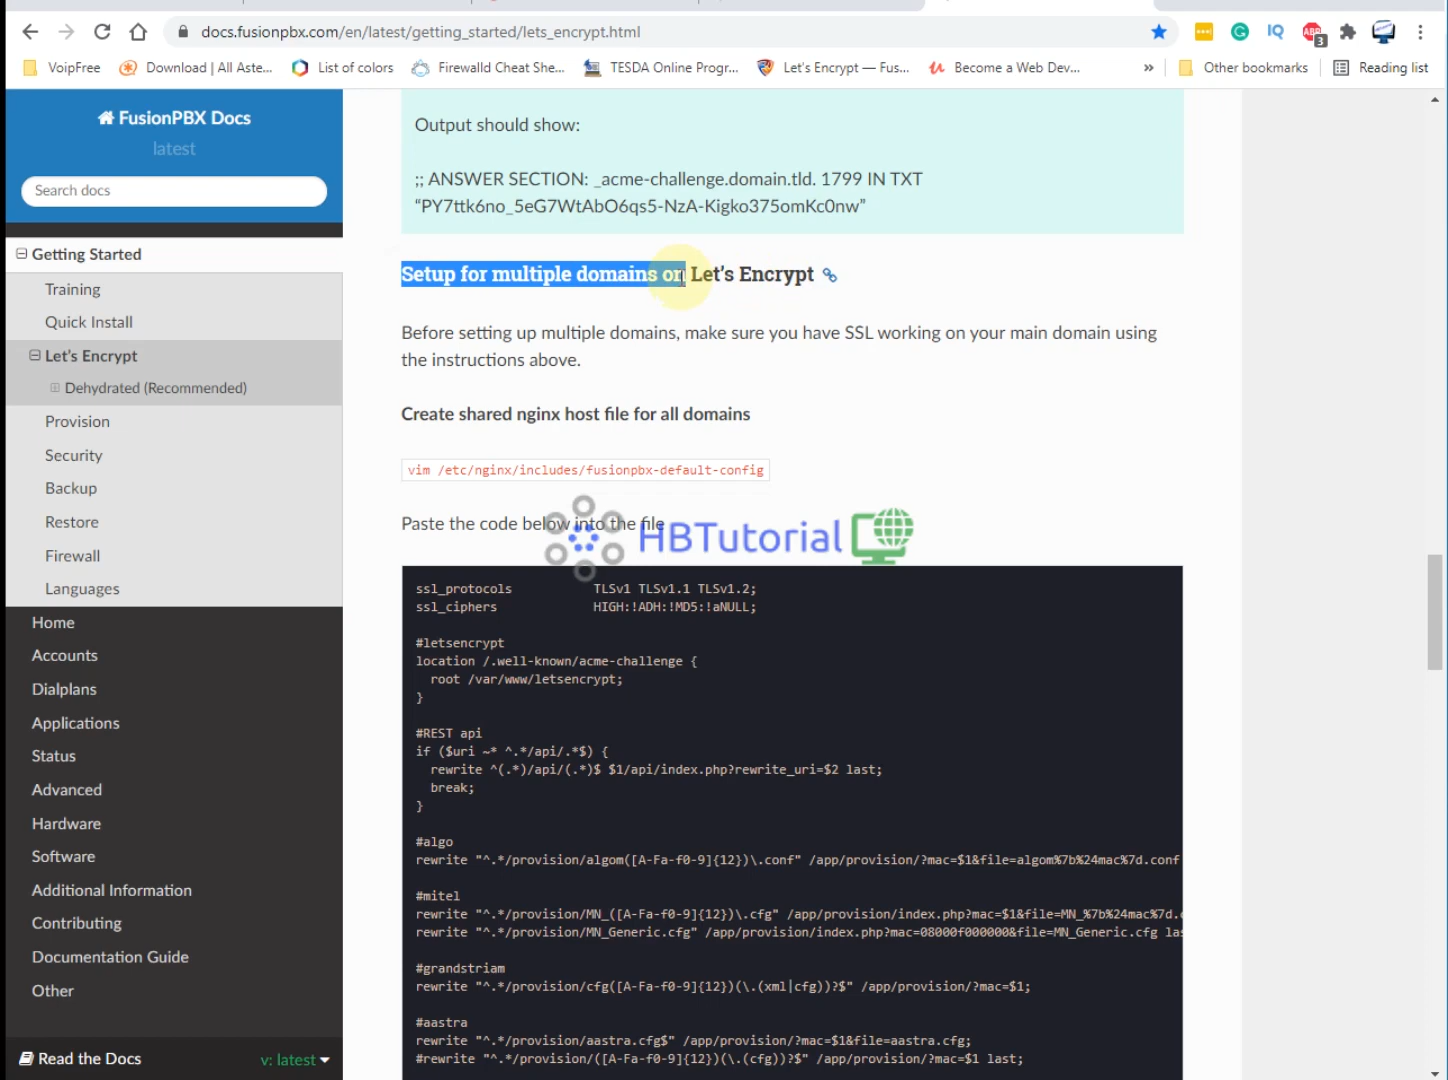 docs.fusionpbx.com/en/latest/getting_started/lets_encrypt.html
IQ
ABP
3
VoipFree
Download | All Aste...
List of colors
Firewalld Cheat She...
TESDA Online Progr...
Let's Encrypt — Fus...
Become a Web Dev...
»
Other bookmarks
Reading list
FusionPBX Docs
latest
Search docs
Getting Started
Training
Quick Install
Let's Encrypt
Dehydrated (Recommended)
Provision
Security
Backup
Restore
Firewall
Languages
Home
Accounts
Dialplans
Applications
Status
Advanced
Hardware
Software
Additional Information
Contributing
Documentation Guide
Other
Read the Docs
v: latest
Output should show:
;; ANSWER SECTION: _acme-challenge.domain.tld. 1799 IN TXT
“PY7ttk6no_5eG7WtAbO6qs5-NzA-Kigko375omKc0nw”
Setup for multiple domains on Let’s Encrypt
Before setting up multiple domains, make sure you have SSL working on your main domain using
the instructions above.
Create shared nginx host file for all domains
vim /etc/nginx/includes/fusionpbx-default-config
Paste the code below into the file
HBTutorial
ssl_protocols TLSv1 TLSv1.1 TLSv1.2;
ssl_ciphers HIGH:!ADH:!MD5:!aNULL;
#letsencrypt
location /.well-known/acme-challenge {
root /var/www/letsencrypt;
}
#REST api
if ($uri ~* ^.*/api/.*$) {
rewrite ^(.*)/api/(.*)$ $1/api/index.php?rewrite_uri=$2 last;
break;
}
#algo
rewrite "^.*/provision/algom([A-Fa-f0-9]{12})\.conf" /app/provision/?mac=$1&file=algom%7b%24mac%7d.conf
#mitel
rewrite "^.*/provision/MN_([A-Fa-f0-9]{12})\.cfg" /app/provision/index.php?mac=$1&file=MN_%7b%24mac%7d.c
rewrite "^.*/provision/MN_Generic.cfg" /app/provision/index.php?mac=08000f000000&file=MN_Generic.cfg las
#grandstriam
rewrite "^.*/provision/cfg([A-Fa-f0-9]{12})(\.(xml|cfg))?$" /app/provision/?mac=$1;
#aastra
rewrite "^.*/provision/aastra.cfg$" /app/provision/?mac=$1&file=aastra.cfg;
#rewrite "^.*/provision/([A-Fa-f0-9]{12})(\.(cfg))?$" /app/provision/?mac=$1 last;